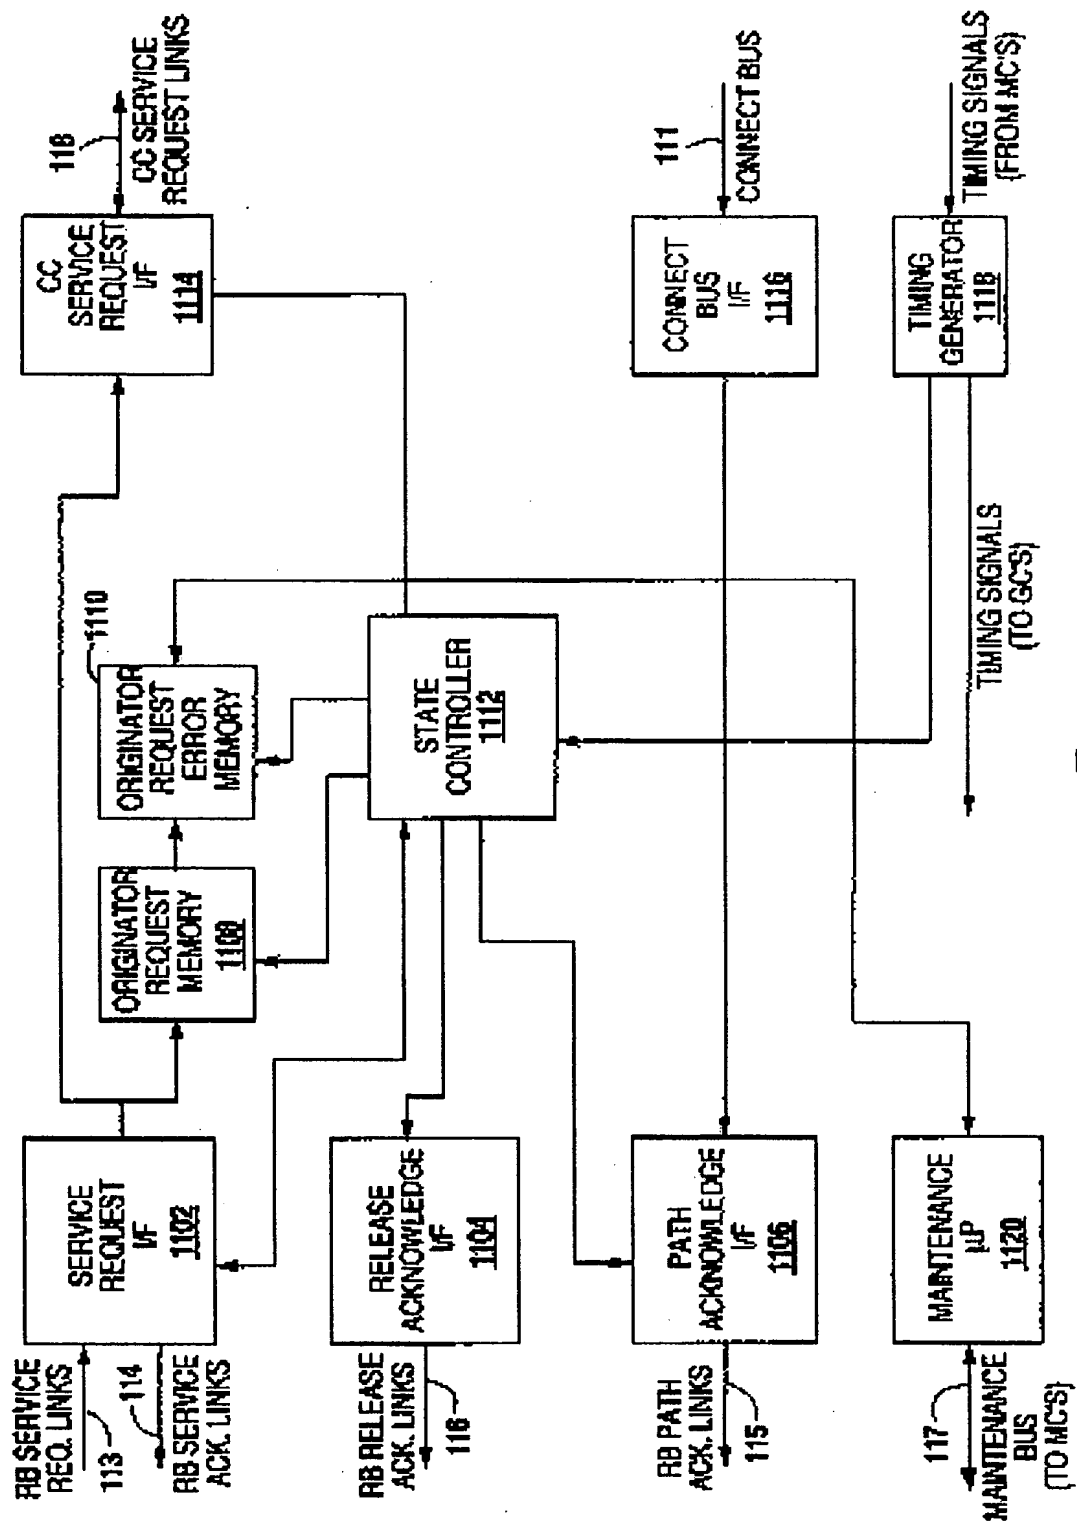 RB SERVICE
REQ. LINKS
113
114
RB SERVICE
ACK. LINKS
SERVICE
REQUEST
I/F
1102
ORIGINATOR
REQUEST
MEMORY
1108
ORIGINATOR
REQUEST
ERROR
MEMORY
1110
CC
SERVICE
REQUEST
I/F
1114
118
CC SERVICE
REQUEST LINKS
RB RELEASE
ACK. LINKS
116
RELEASE
ACKNOWLEDGE
I/F
1104
STATE
CONTROLLER
1112
RB PATH
ACK. LINKS
115
PATH
ACKNOWLEDGE
I/F
1106
CONNECT
BUS
I/F
1116
111
CONNECT BUS
117
MAINTENANCE
BUS
(TO MC'S)
MAINTENANCE
μP
1120
TIMING SIGNALS
(TO GC'S)
TIMING
GENERATOR
1118
TIMING SIGNALS
(FROM MC'S)